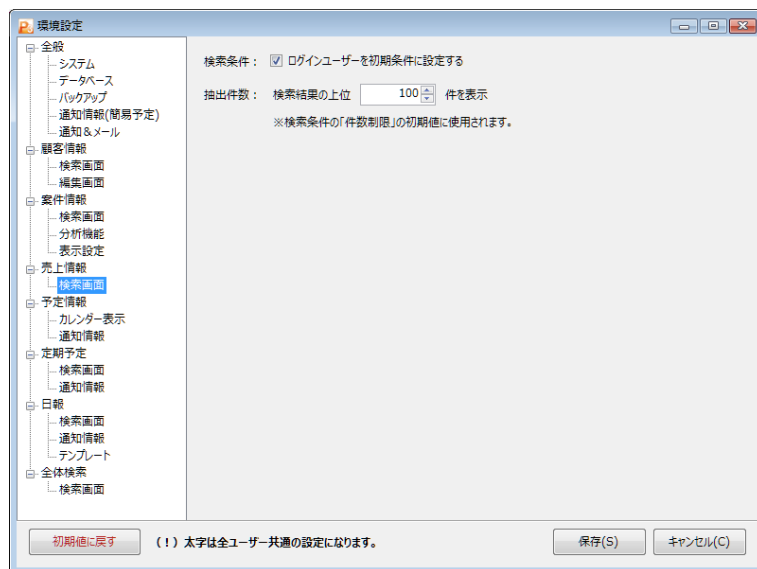 環境設定
全般
システム
データベース
バックアップ
通知情報(簡易予定)
通知＆メール
顧客情報
検索画面
編集画面
案件情報
検索画面
分析機能
表示設定
売上情報
検索画面
予定情報
カレンダー表示
通知情報
定期予定
検索画面
通知情報
日報
検索画面
通知情報
テンプレート
全体検索
検索画面
検索条件： ログインユーザーを初期条件に設定する
抽出件数： 検索結果の上位 100 件を表示
※検索条件の「件数制限」の初期値に使用されます。
初期値に戻す （！）太字は全ユーザー共通の設定になります。 保存(S) キャンセル(C)